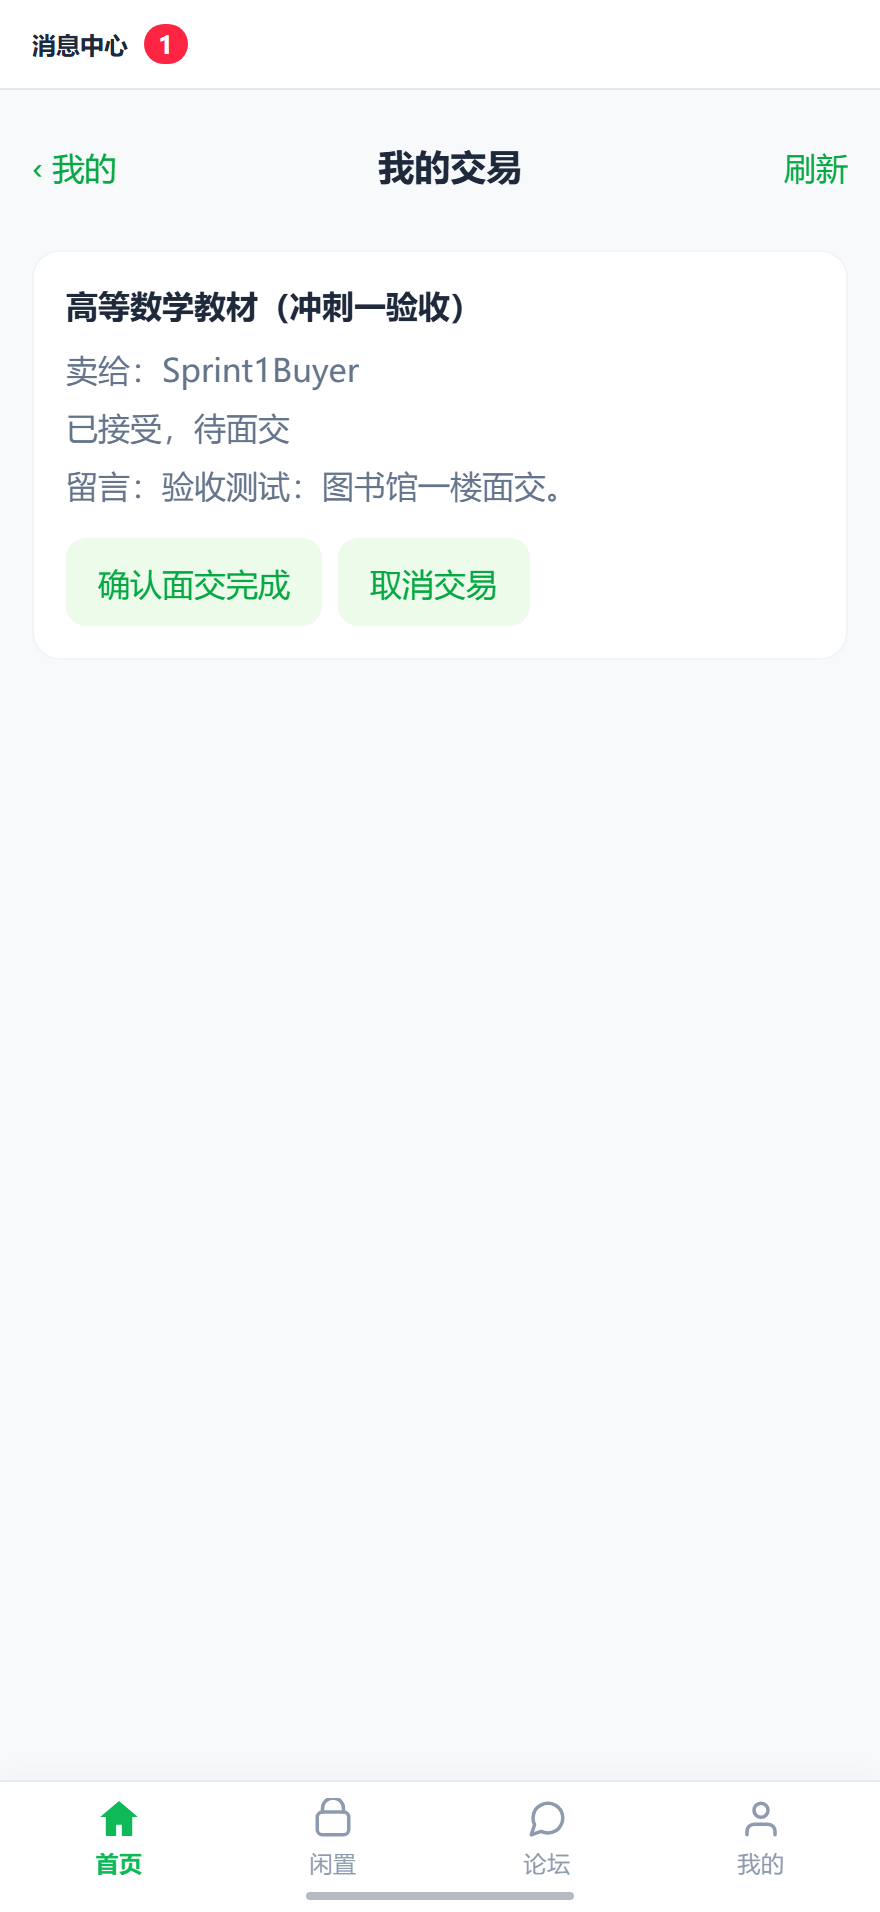 消息中心 1
‹ 我的 我的交易 刷新
高等数学教材（冲刺一验收）
卖给：Sprint1Buyer
已接受，待面交
留言：验收测试：图书馆一楼面交。
确认面交完成 取消交易
首页 闲置 论坛 我的